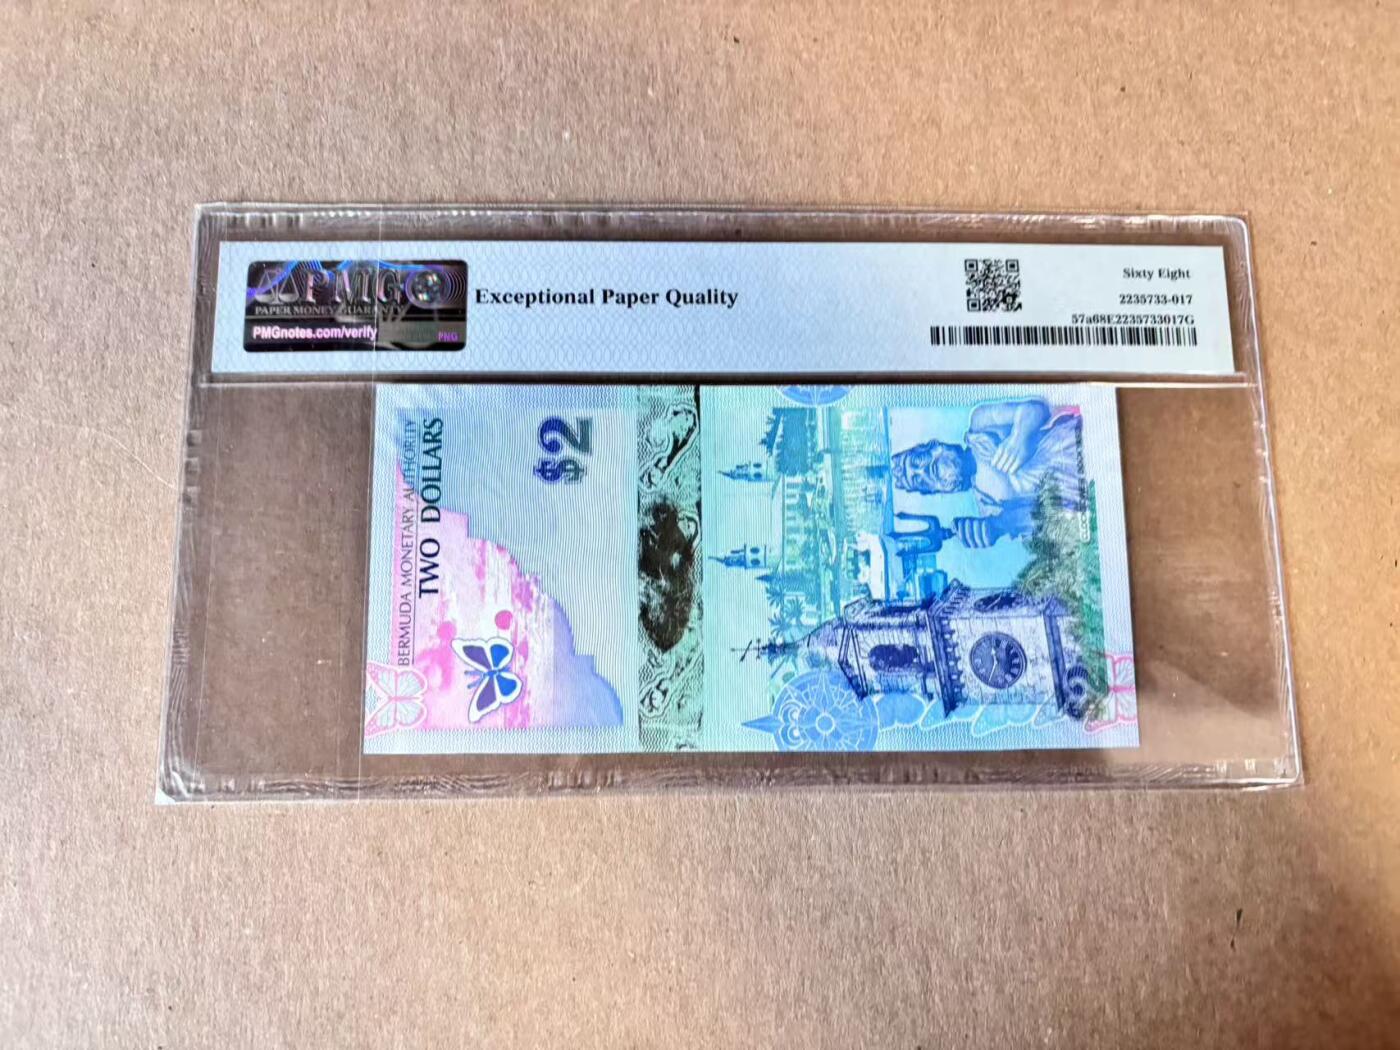 PMG
PAPER MONEY GUARANTY
PMGnotes.com/verify
PNG
Exceptional Paper Quality
Sixty Eight
2235733-017
57a68E2235733017G
BERMUDA MONETARY AUTHORITY
TWO DOLLARS
$2